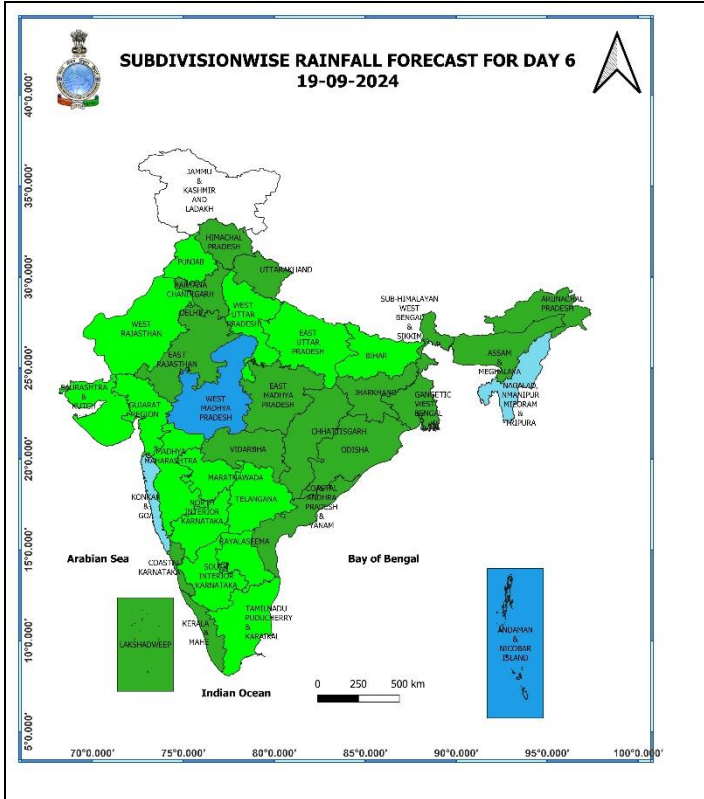 SUBDIVISIONWISE RAINFALL FORECAST FOR DAY 6
19-09-2024
40°0.000'
35°0.000'
30°0.000'
25°0.000'
20°0.000'
15°0.000'
10°0.000'
5°0.000'
JAMMU
&
KASHMIR
AND
LADAKH
HIMACHAL
PRADESH
PUNJAB
UTTARAKHAND
CHANDIGARH
&
DELHI
WEST
RAJASTHAN
WEST
UTTAR
PRADESH
EAST
UTTAR
PRADESH
SUB-HIMALAYAN
WEST
BENGAL
&
SIKKIM
ARUNACHAL
PRADESH
EAST
RAJASTHAN
BIHAR
ASSAM
&
MEGHALAYA
NAGALAD,
MANIPUR
MIZORAM
&
TRIPURA
SAURASHTRA
&
KUTCH
GUJARAT
REGION
WEST
MADHYA
PRADESH
EAST
MADHYA
PRADESH
JHARKHAND
GANGETIC
WEST
BENGAL
CHHATTISGARH
ODISHA
VIDARBHA
MADHYA
MAHARASHTRA
MARATHWADA
TELANGANA
KONKAN
&
GOA
NORTH
INTERIOR
KARNATAKA
COASTAL
ANDHRA
PRADESH
&
YANAM
RAYALASEEMA
Arabian Sea
Bay of Bengal
COASTAL
KARNATAKA
SOUTH
INTERIOR
KARNATAKA
TAMILNADU
PUDUCHERRY
&
KARAIKAL
KERALA
&
MAHE
LAKSHADWEEP
ANDAMAN
&
NICOBAR
ISLAND
Indian Ocean
0 250 500 km
70°0.000' 75°0.000' 80°0.000' 85°0.000' 90°0.000' 95°0.000' 100°0.000'